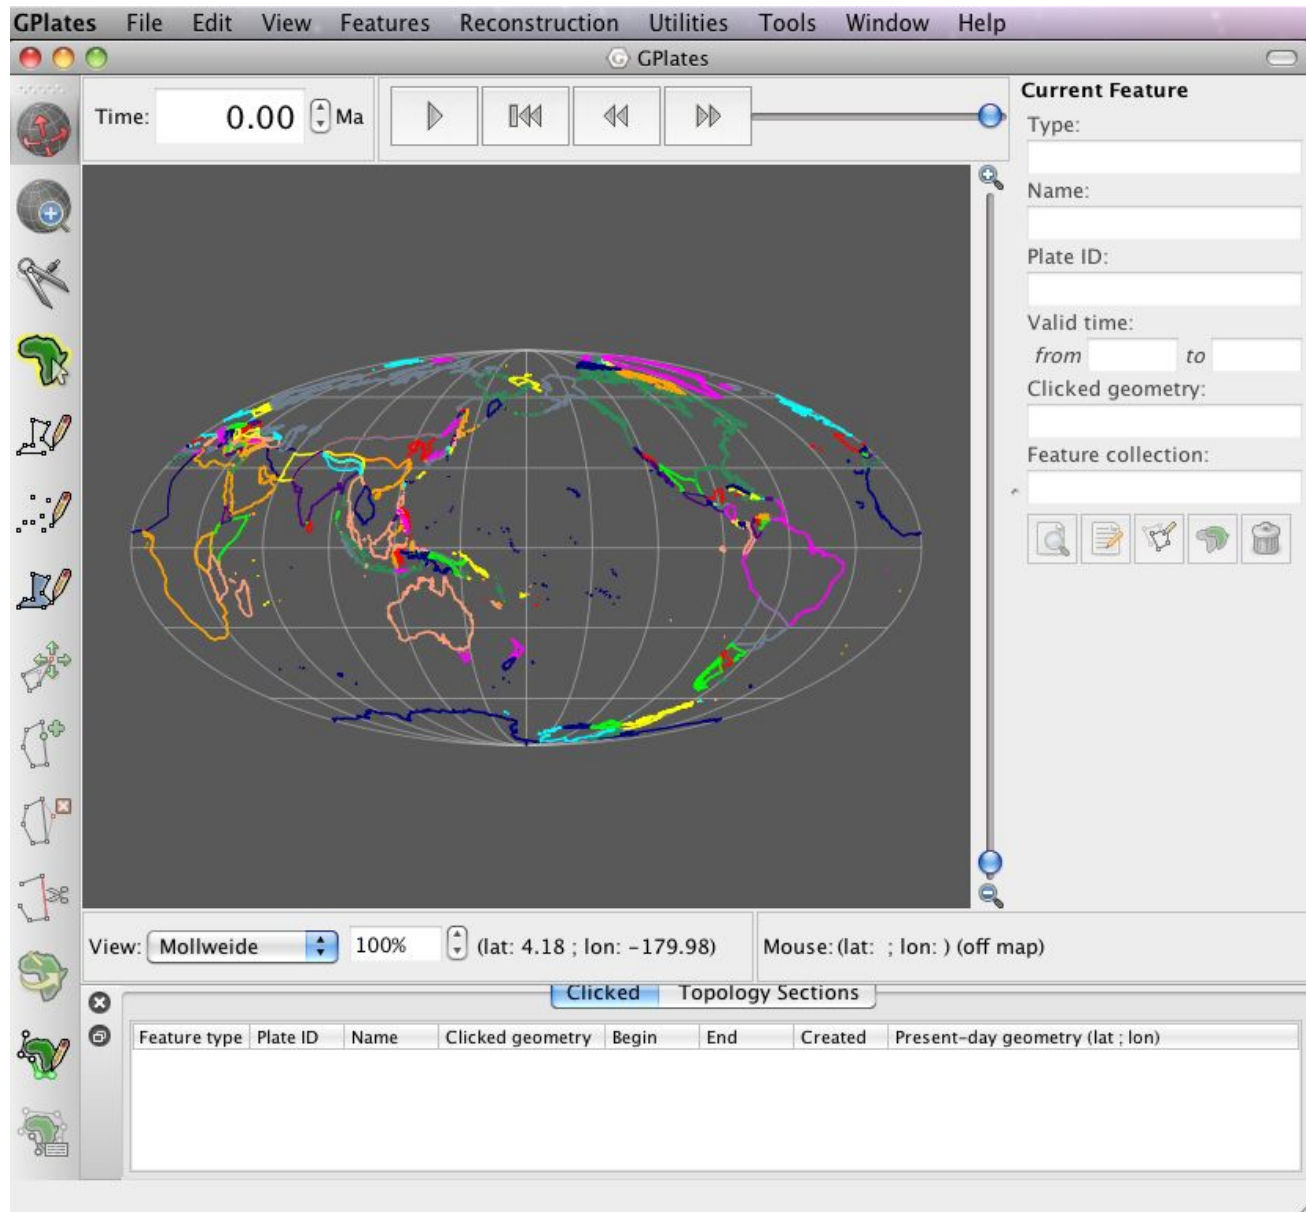 GPlates File Edit View Features Reconstruction Utilities Tools Window Help
GPlates
Time: 0.00 Ma
Current Feature
Type:
Name:
Plate ID:
Valid time:
from to
Clicked geometry:
Feature collection:
View: Mollweide 100% (lat: 4.18 ; lon: -179.98) Mouse: (lat: ; lon: ) (off map)
Clicked Topology Sections
Feature type Plate ID Name Clicked geometry Begin End Created Present-day geometry (lat ; lon)